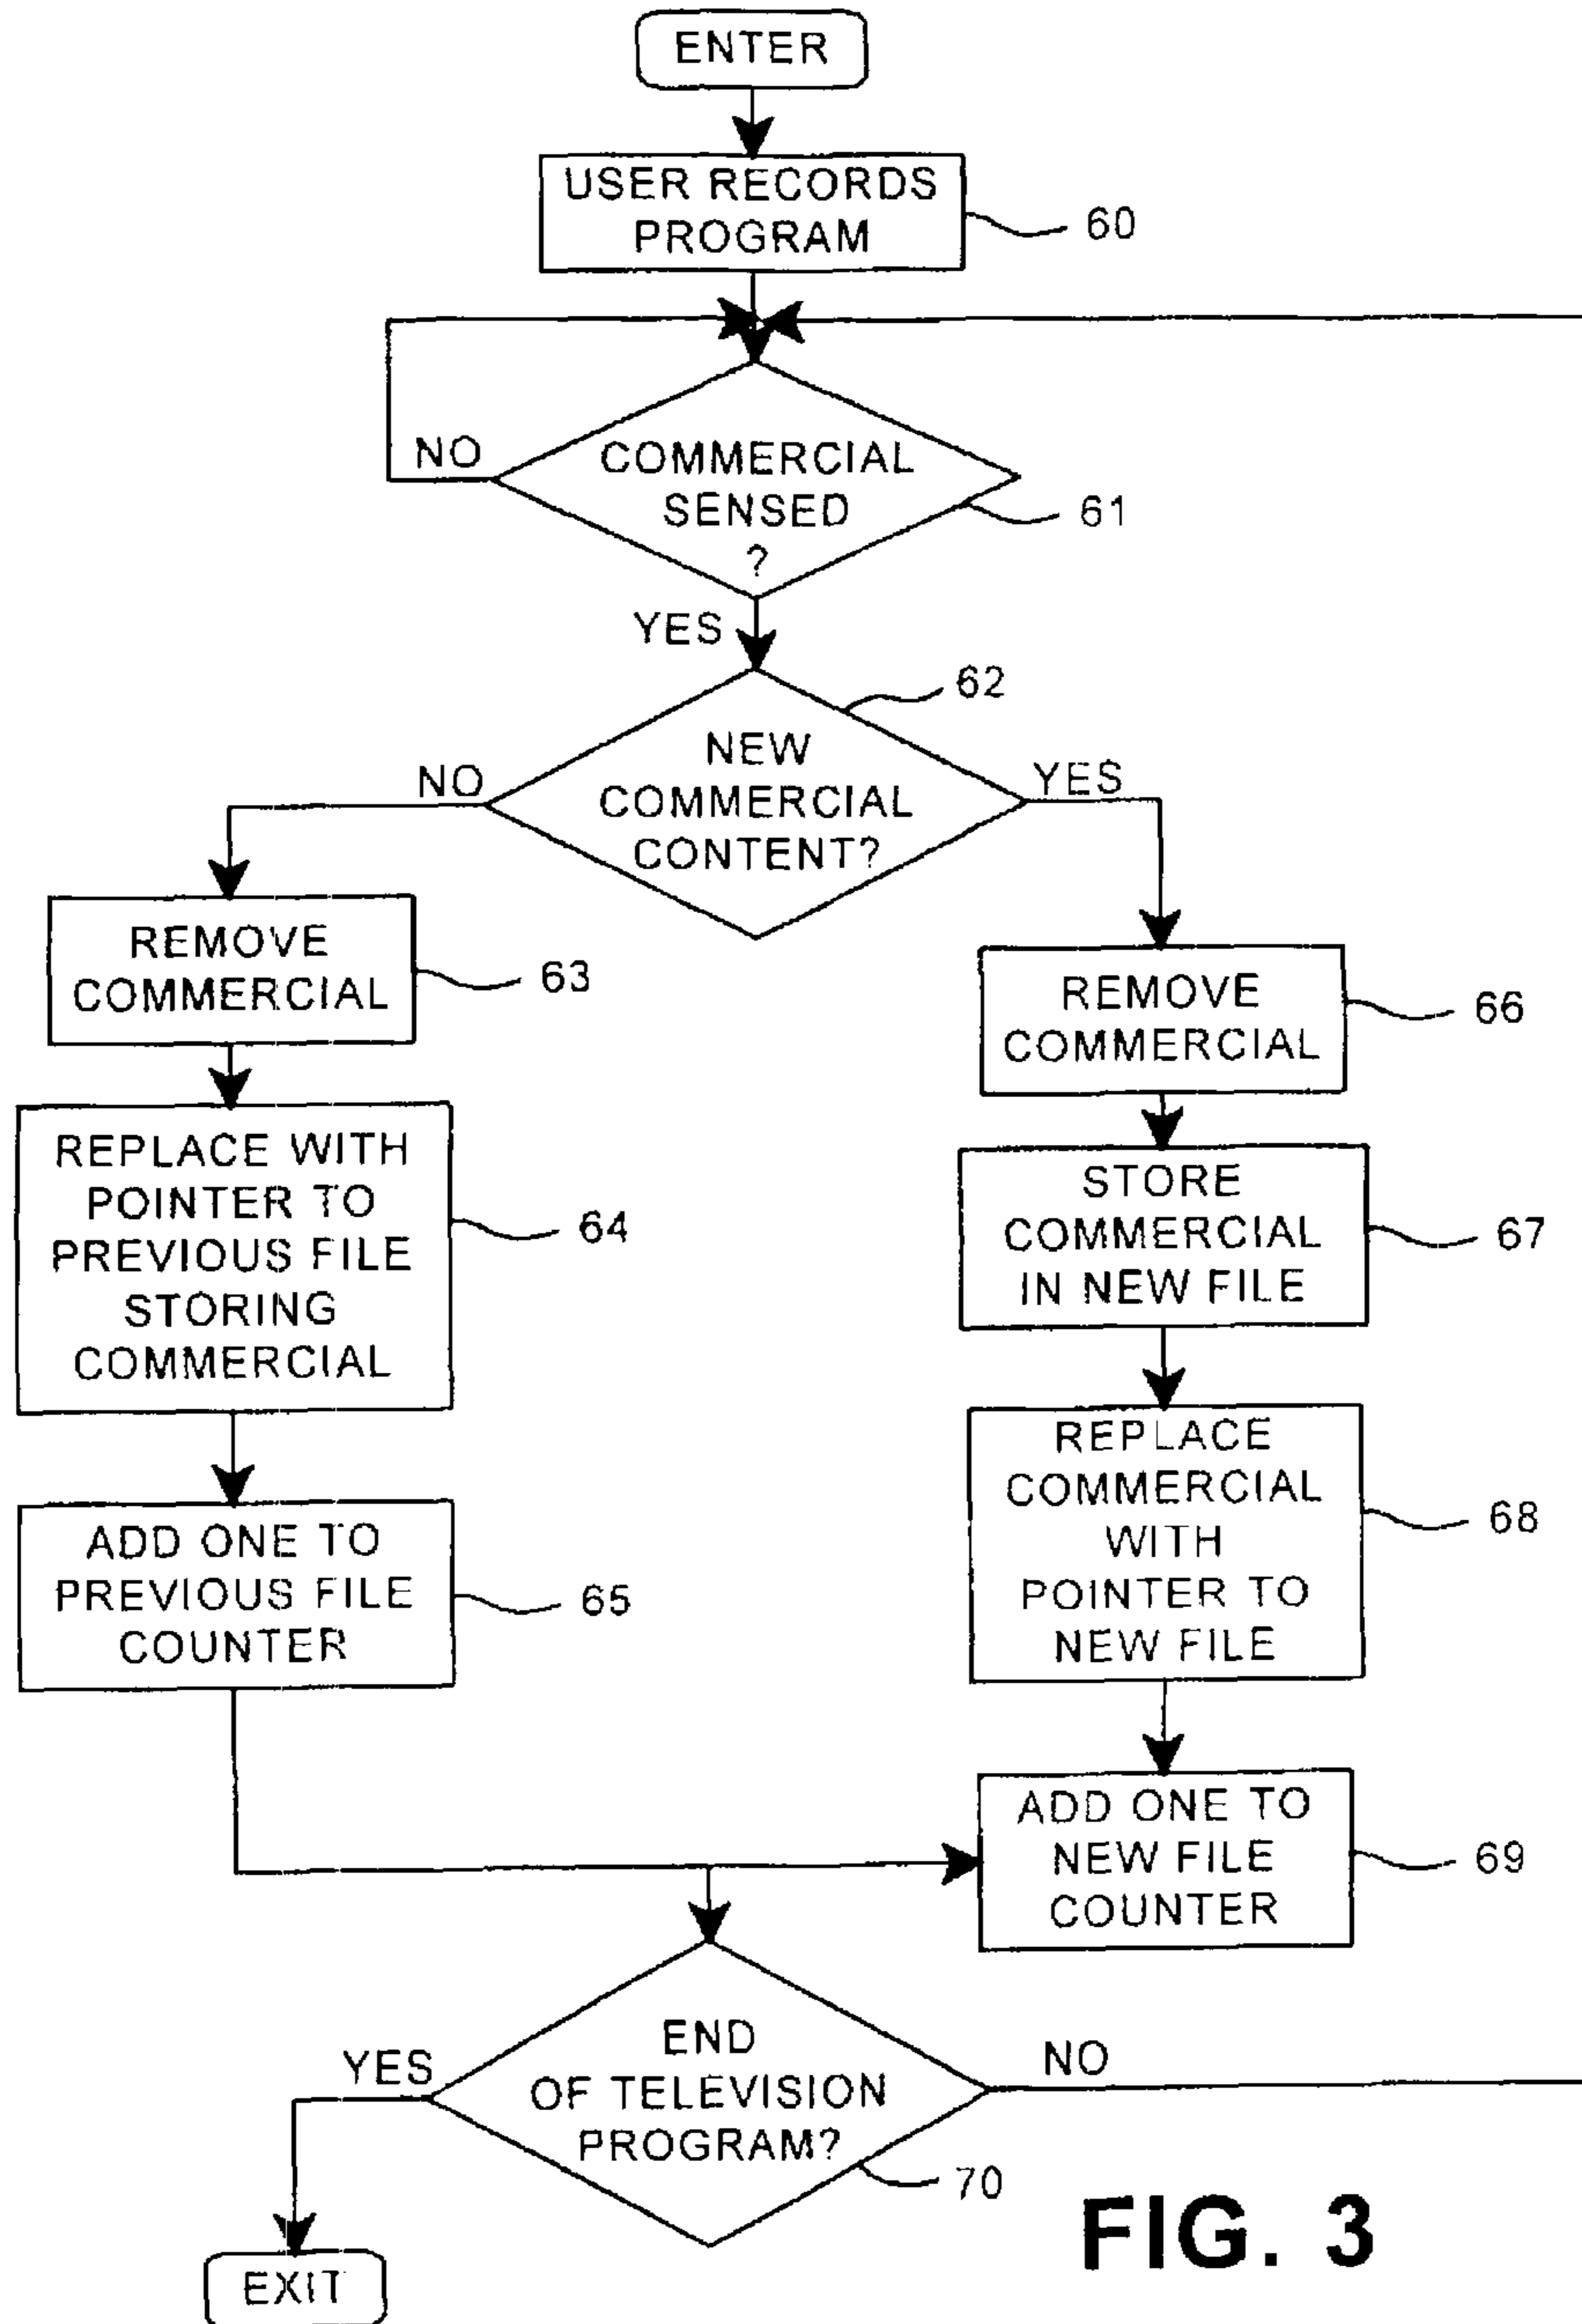 ENTER
USER RECORDS
PROGRAM
60
NO
COMMERCIAL
SENSED
?
61
YES
62
NEW
COMMERCIAL
CONTENT?
NO
YES
REMOVE
COMMERCIAL
63
REPLACE WITH
POINTER TO
PREVIOUS FILE
STORING
COMMERCIAL
64
ADD ONE TO
PREVIOUS FILE
COUNTER
65
REMOVE
COMMERCIAL
66
STORE
COMMERCIAL
IN NEW FILE
67
REPLACE
COMMERCIAL
WITH
POINTER TO
NEW FILE
68
ADD ONE TO
NEW FILE
COUNTER
69
YES
END
OF TELEVISION
PROGRAM?
NO
70
EXIT
FIG. 3